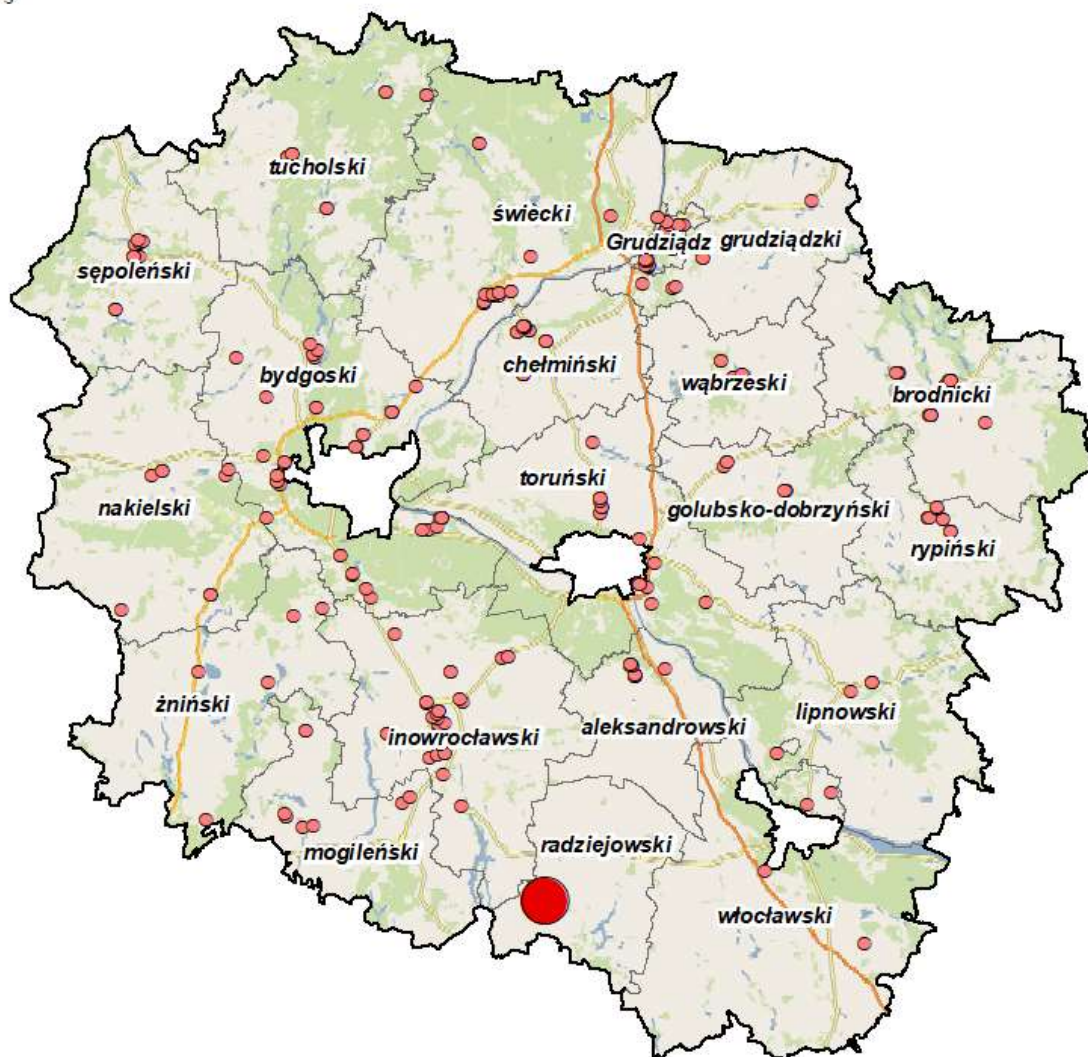 tucholski
świecki
Grudziądz grudziądzki
sępoleński
bydgoski
chełmiński
wąbrzeski
brodnicki
toruński
nakielski
golubsko-dobrzyński
rypiński
żniński
inowrocławski
aleksandrowski
lipnowski
mogileński
radziejowski
włocławski